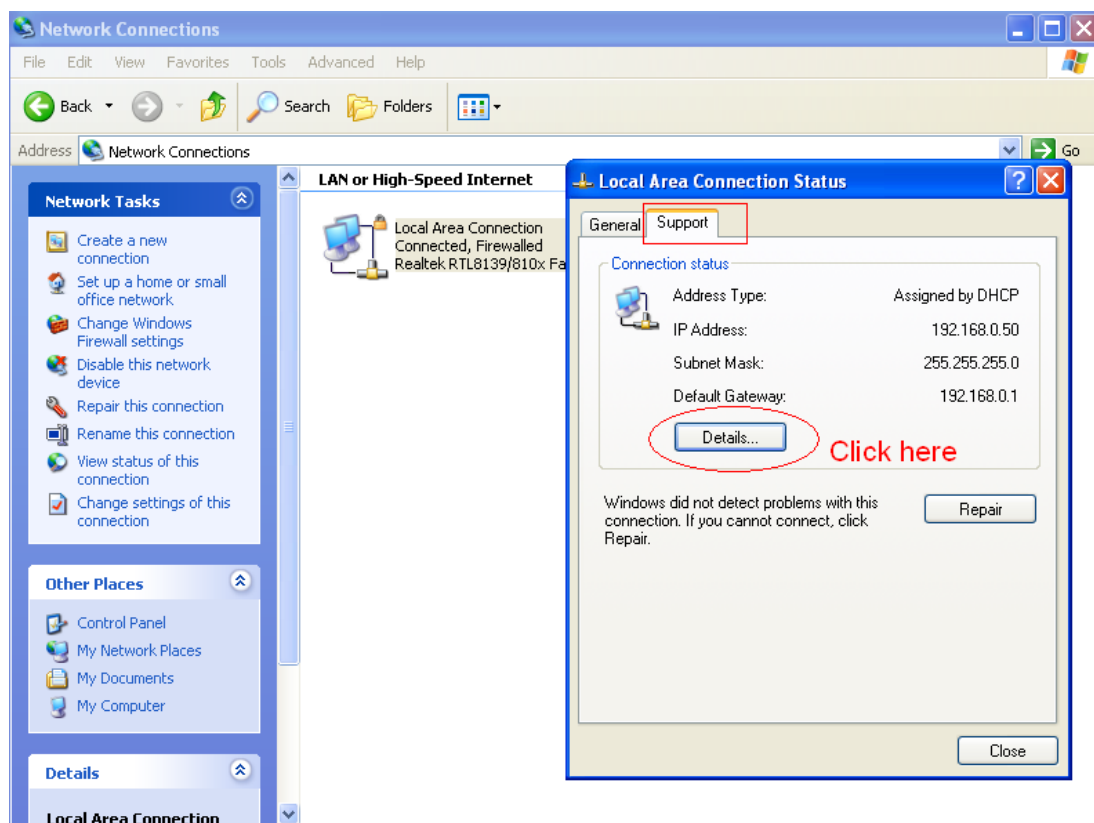 Network Connections
File Edit View Favorites Tools Advanced Help
Back Search Folders
Address Network Connections Go
Network Tasks
Create a new
connection
Set up a home or small
office network
Change Windows
Firewall settings
Disable this network
device
Repair this connection
Rename this connection
View status of this
connection
Change settings of this
connection
Other Places
Control Panel
My Network Places
My Documents
My Computer
Details
Local Area Connection
LAN or High-Speed Internet
Local Area Connection
Connected, Firewalled
Realtek RTL8139/810x Fa
Local Area Connection Status
General Support
Connection status
Address Type: Assigned by DHCP
IP Address: 192.168.0.50
Subnet Mask: 255.255.255.0
Default Gateway: 192.168.0.1
Details... Click here
Windows did not detect problems with this
connection. If you cannot connect, click
Repair.
Repair
Close